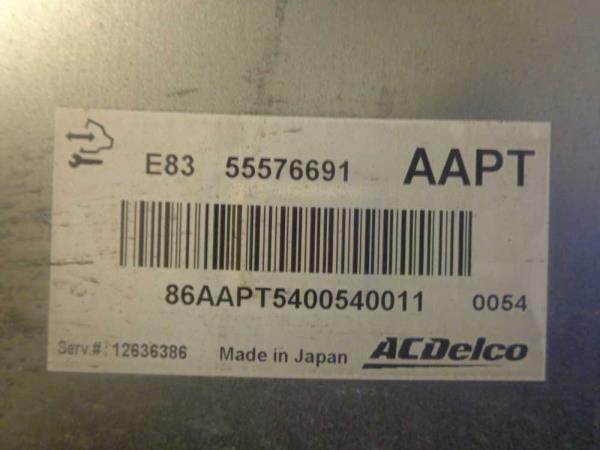 E83 55576691 AAPT
86AAPT5400540011 0054
Serv.#: 12636386 Made in Japan ACDelco